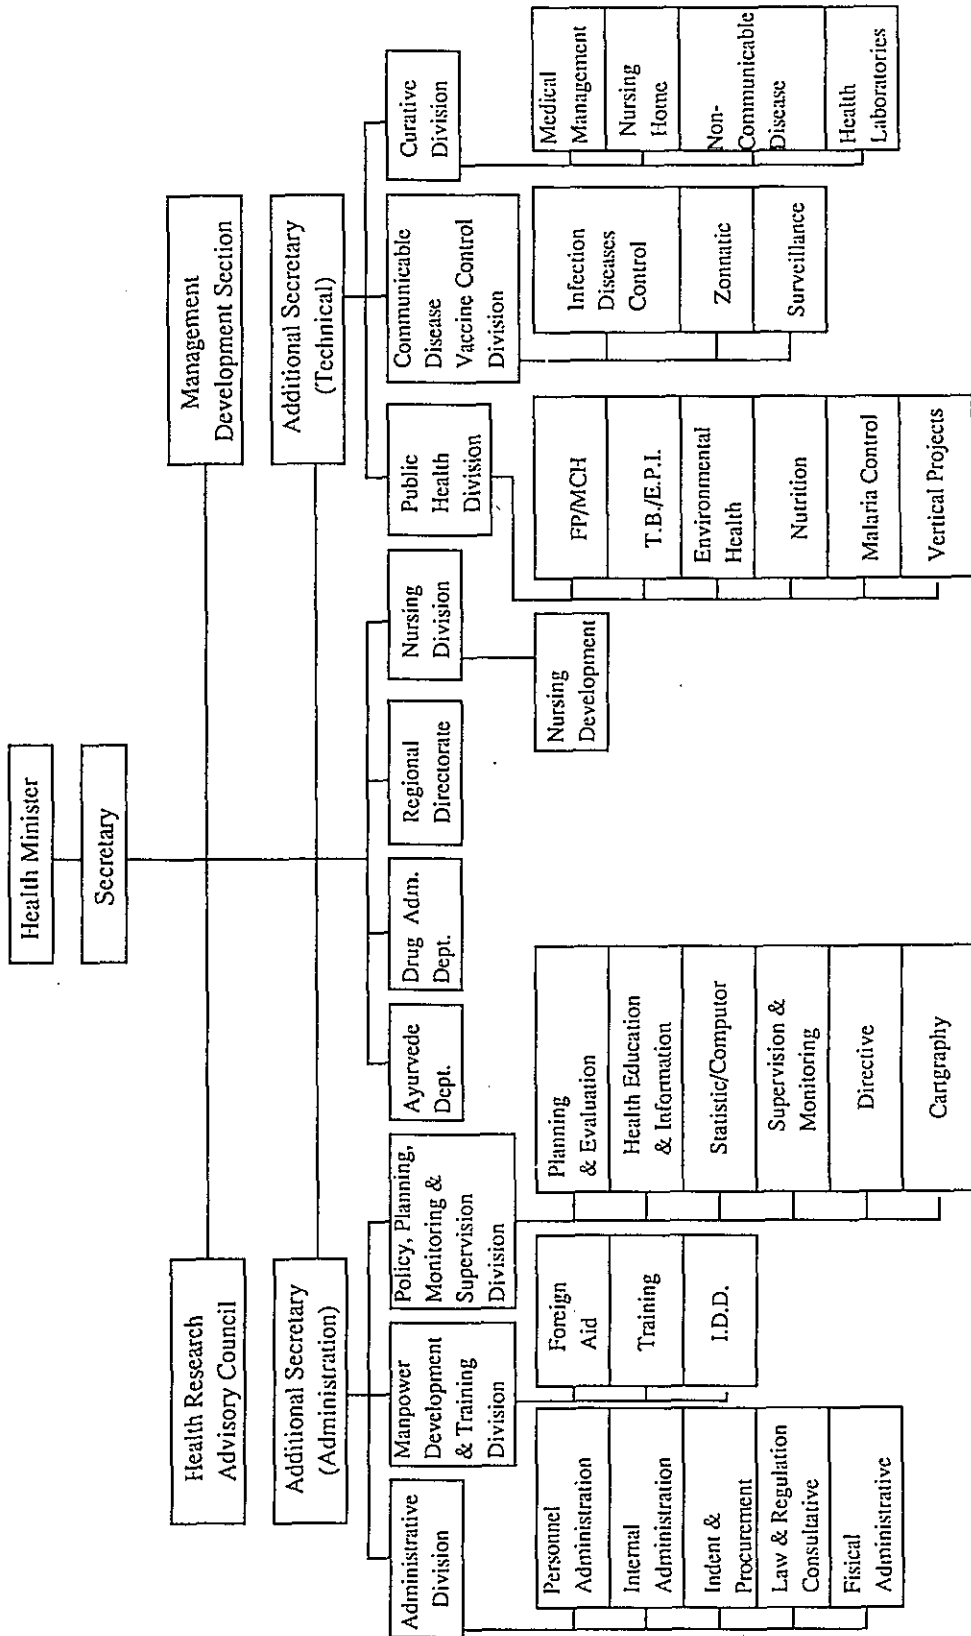 Health Minister
Secretary
Health Research
Advisory Council
Management
Development Section
Additional Secretary
(Administration)
Additional Secretary
(Technical)
Administrative
Division
Manpower
Development
& Training
Division
Policy, Planning,
Monitoring &
Supervision
Division
Ayurvede
Dept.
Drug Adm.
Dept.
Regional
Directorate
Nursing
Division
Public
Health
Division
Communicable
Disease
Vaccine Control
Division
Curative
Division
Personnel
Administration
Internal
Administration
Indent &
Procurement
Law & Regulation
Consultative
Fisical
Administrative
Foreign
Aid
Training
I.D.D.
Planning
& Evaluation
Health Education
& Information
Statistic/Computor
Supervision &
Monitoring
Directive
Cartgraphy
Nursing
Development
FP/MCH
T.B./E.P.I.
Environmental
Health
Nutrition
Malaria Control
Vertical Projects
Infection
Diseases
Control
Zonnatic
Surveillance
Medical
Management
Nursing
Home
Non-
Communicable
Disease
Health
Laboratories